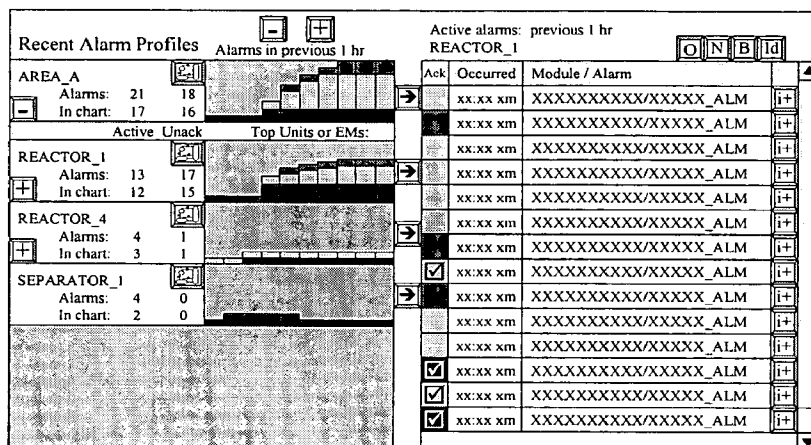 - +
Recent Alarm Profiles
Alarms in previous 1 hr
AREA_A
Alarms: 21 18
- In chart: 17 16
Active Unack Top Units or EMs:
REACTOR_1
Alarms: 13 17
+ In chart: 12 15
REACTOR_4
Alarms: 4 1
+ In chart: 3 1
SEPARATOR_1
Alarms: 4 0
In chart: 2 0
Active alarms: previous 1 hr
REACTOR_1
O N B Id
Ack Occurred Module / Alarm
xx:xx xm XXXXXXXXXX/XXXXX_ALM i+
xx:xx xm XXXXXXXXXX/XXXXX_ALM i+
xx:xx xm XXXXXXXXXX/XXXXX_ALM i+
xx:xx xm XXXXXXXXXX/XXXXX_ALM i+
xx:xx xm XXXXXXXXXX/XXXXX_ALM i+
xx:xx xm XXXXXXXXXX/XXXXX_ALM i+
xx:xx xm XXXXXXXXXX/XXXXX_ALM i+
xx:xx xm XXXXXXXXXX/XXXXX_ALM i+
xx:xx xm XXXXXXXXXX/XXXXX_ALM i+
xx:xx xm XXXXXXXXXX/XXXXX_ALM i+
xx:xx xm XXXXXXXXXX/XXXXX_ALM i+
xx:xx xm XXXXXXXXXX/XXXXX_ALM i+
xx:xx xm XXXXXXXXXX/XXXXX_ALM i+
xx:xx xm XXXXXXXXXX/XXXXX_ALM i+